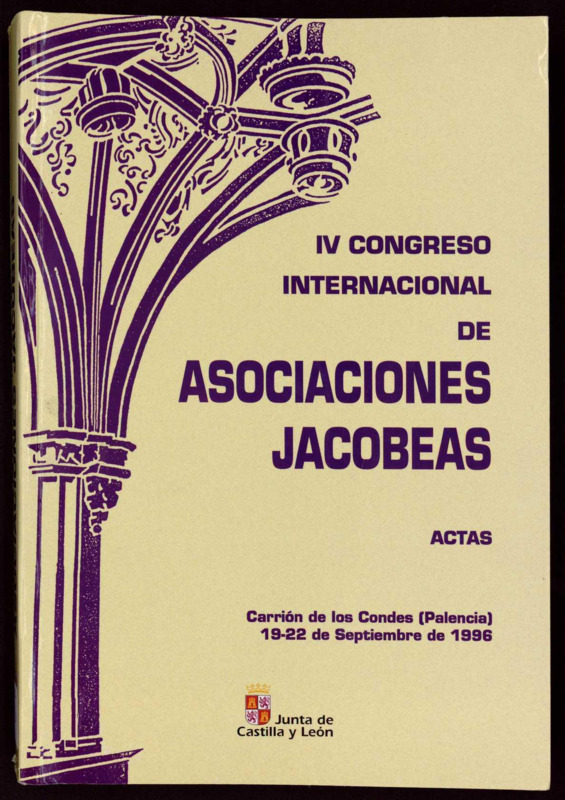 IV CONGRESO
INTERNACIONAL
DE
ASOCIACIONES
JACOBEAS
ACTAS
Carrión de los Condes (Palencia)
19-22 de Septiembre de 1996
Junta de
Castilla y León